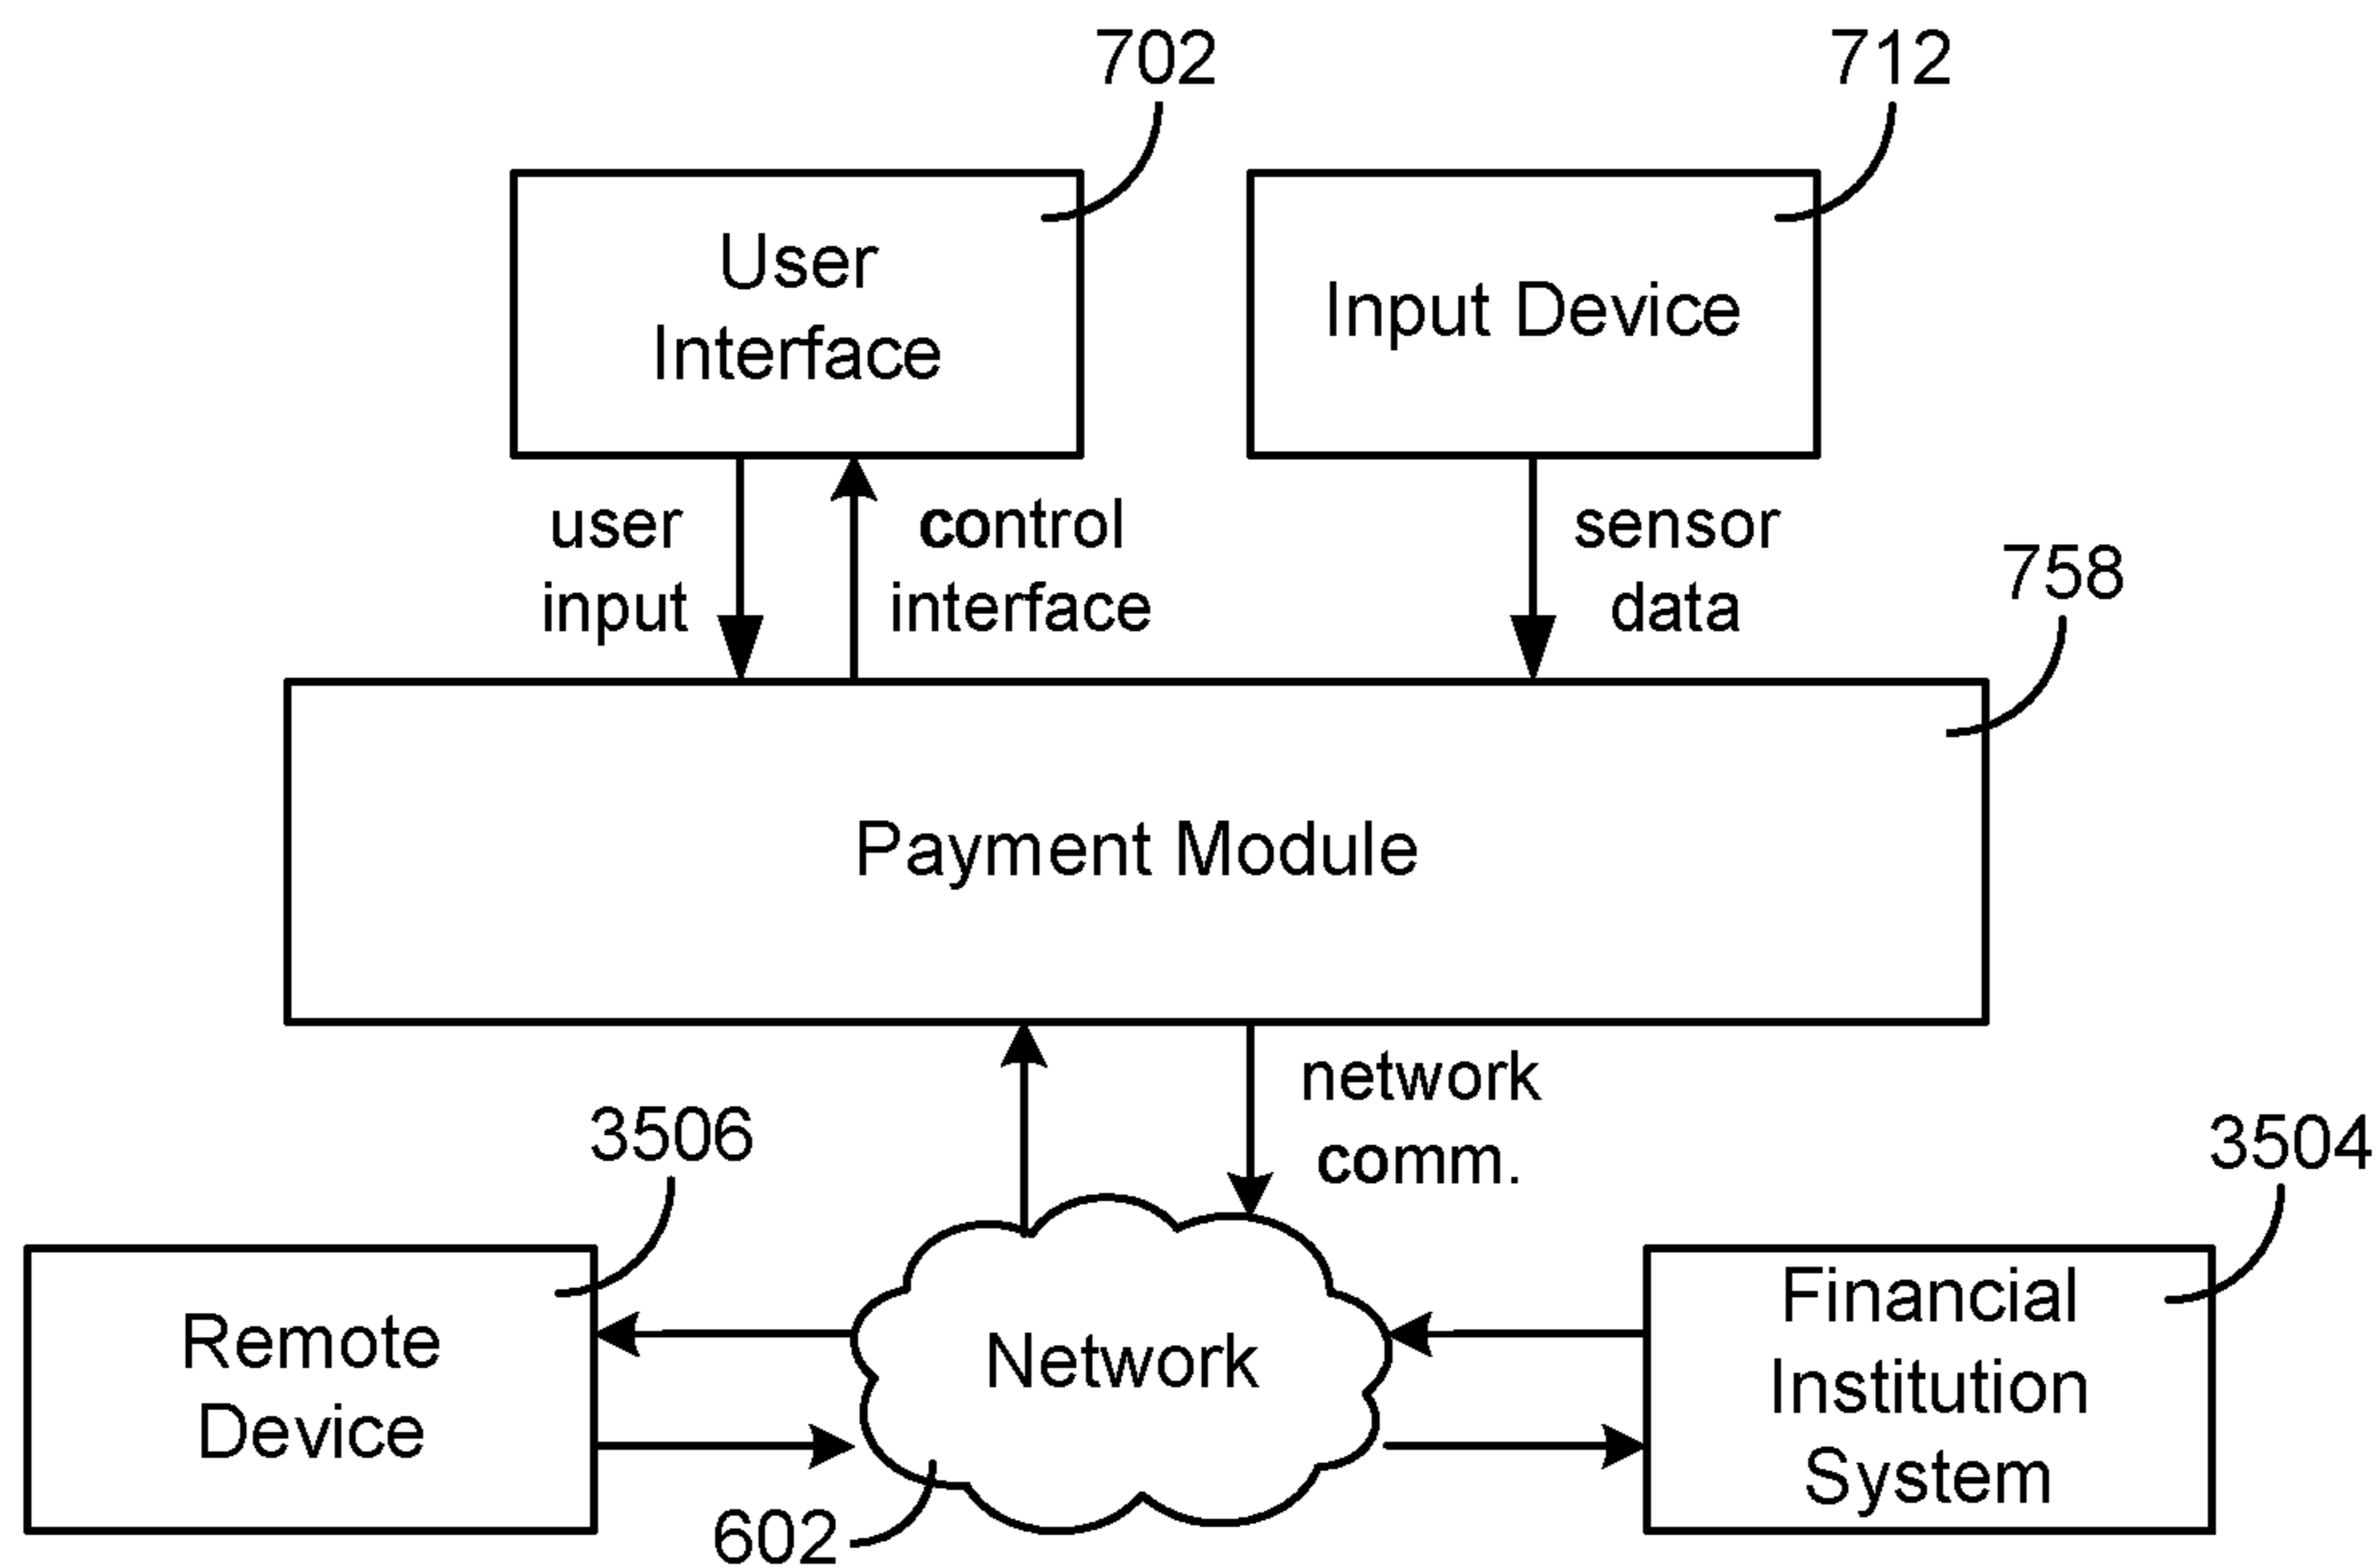 702
712
User
Interface
Input Device
user
input
control
interface
sensor
data
758
Payment Module
network
comm.
3506
3504
Remote
Device
Network
Financial
Institution
System
602